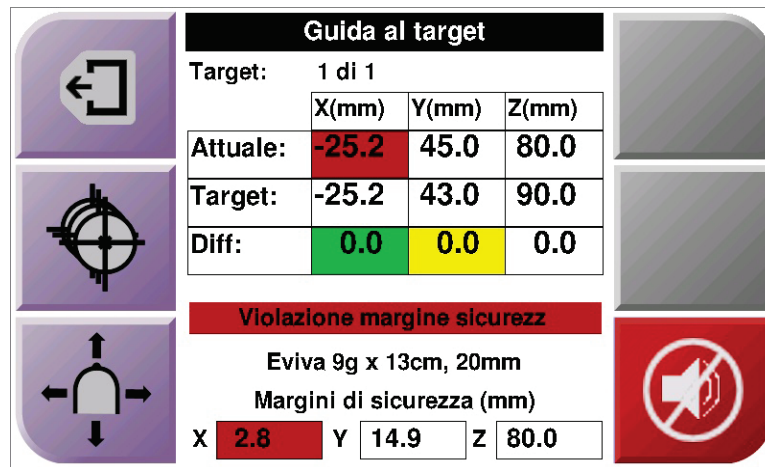 Guida al target
Target: 1 di 1
X(mm) Y(mm) Z(mm)
Attuale: -25.2 45.0 80.0
Target: -25.2 43.0 90.0
Diff: 0.0 0.0 0.0
Violazione margine sicurezz
Eviva 9g x 13cm, 20mm
Margini di sicurezza (mm)
X 2.8 Y 14.9 Z 80.0